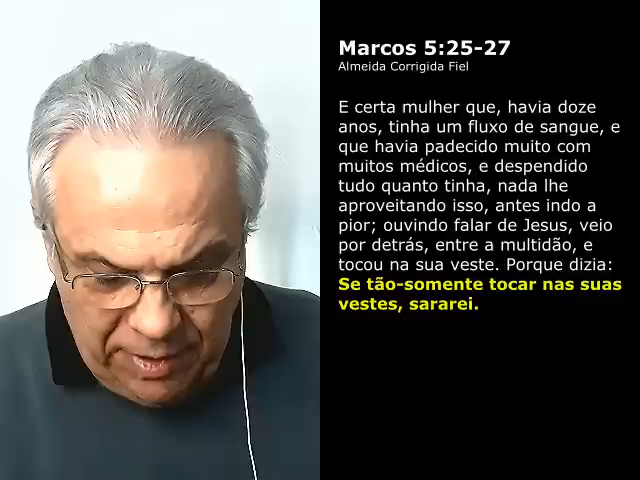 Marcos 5:25-27
Almeida Corrigida Fiel
E certa mulher que, havia doze
anos, tinha um fluxo de sangue, e
que havia padecido muito com
muitos médicos, e despendido
tudo quanto tinha, nada lhe
aproveitando isso, antes indo a
pior; ouvindo falar de Jesus, veio
por detrás, entre a multidão, e
tocou na sua veste. Porque dizia:
Se tão-somente tocar nas suas
vestes, sararei.